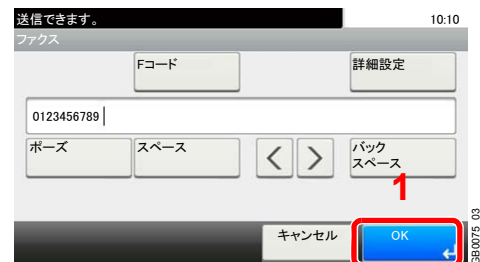 送信できます。 10:10
ファクス
Fコード 詳細設定
0123456789
ポーズ スペース < > バック
スペース
1
キャンセル OK
GB0075_03